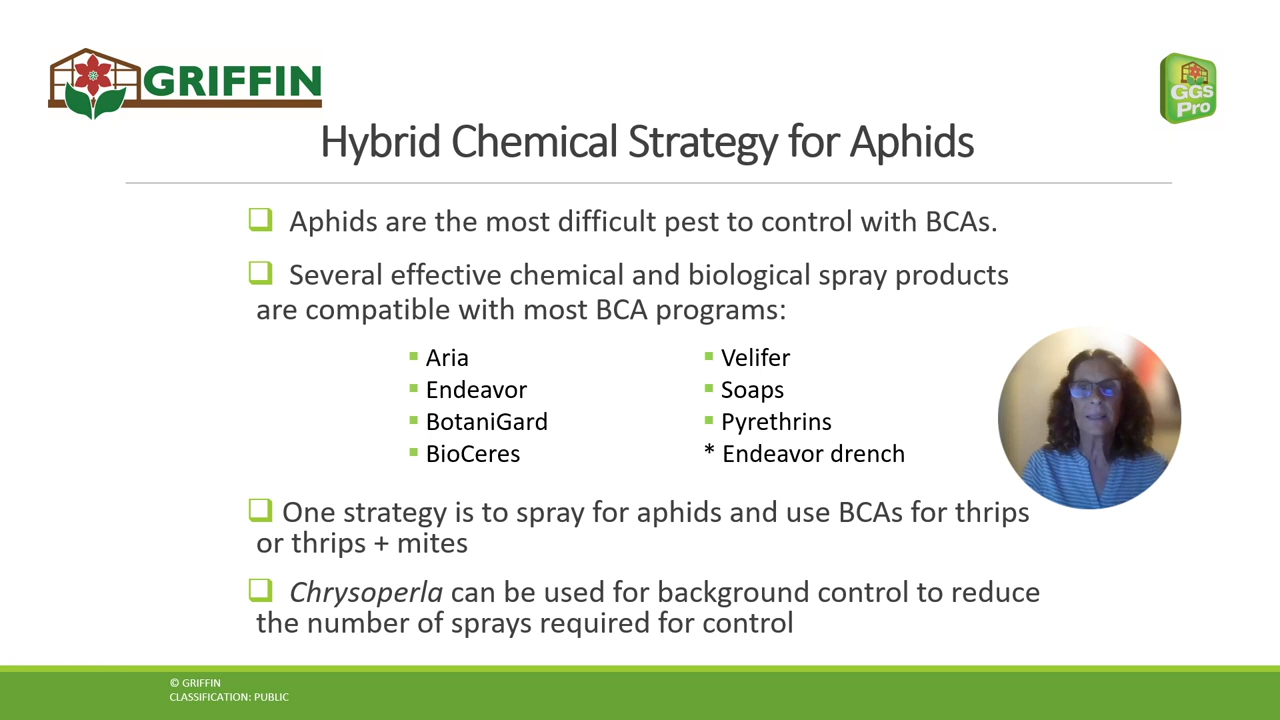 GRIFFIN
GGS
Pro
Hybrid Chemical Strategy for Aphids
Aphids are the most difficult pest to control with BCAs.
Several effective chemical and biological spray products
are compatible with most BCA programs:
Aria
Endeavor
BotaniGard
BioCeres
Velifer
Soaps
Pyrethrins
* Endeavor drench
One strategy is to spray for aphids and use BCAs for thrips
or thrips + mites
Chrysoperla can be used for background control to reduce
the number of sprays required for control
© GRIFFIN
CLASSIFICATION: PUBLIC